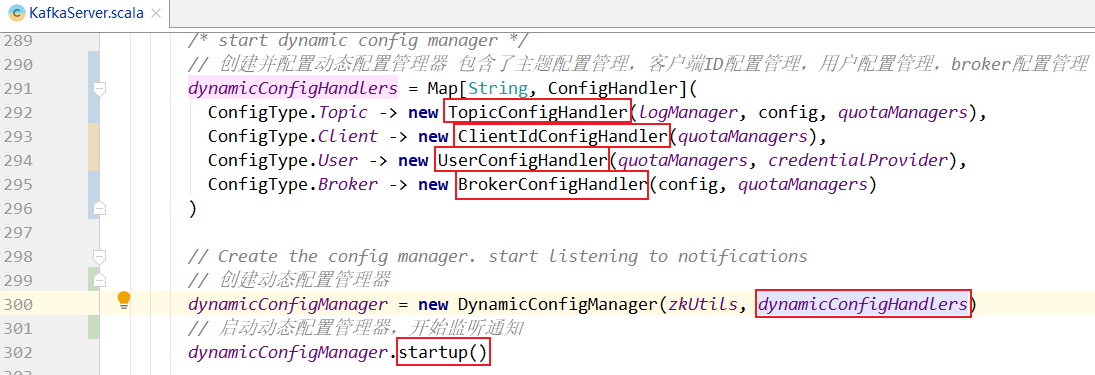 KafkaServer.scala
289 /* start dynamic config manager */
290 // 创建并配置动态配置管理器 包含了主题配置管理，客户端ID配置管理，用户配置管理，broker配置管理
291 dynamicConfigHandlers = Map[String, ConfigHandler](
292 ConfigType.Topic -> new TopicConfigHandler(logManager, config, quotaManagers),
293 ConfigType.Client -> new ClientIdConfigHandler(quotaManagers),
294 ConfigType.User -> new UserConfigHandler(quotaManagers, credentialProvider),
295 ConfigType.Broker -> new BrokerConfigHandler(config, quotaManagers)
296 )
297
298 // Create the config manager. start listening to notifications
299 // 创建动态配置管理器
300 dynamicConfigManager = new DynamicConfigManager(zkUtils, dynamicConfigHandlers)
301 // 启动动态配置管理器，开始监听通知
302 dynamicConfigManager.startup()